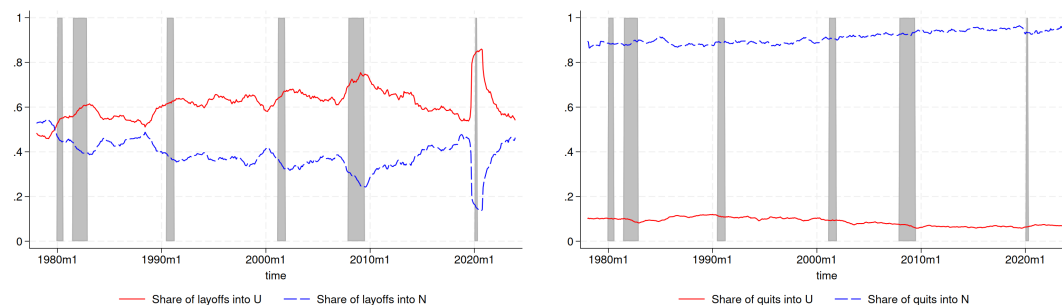 1
.8
.6
.4
.2
0
1980m1 1990m1 2000m1 2010m1 2020m1
time
Share of layoffs into U Share of layoffs into N
1
.8
.6
.4
.2
0
1980m1 1990m1 2000m1 2010m1 2020m1
time
Share of quits into U Share of quits into N